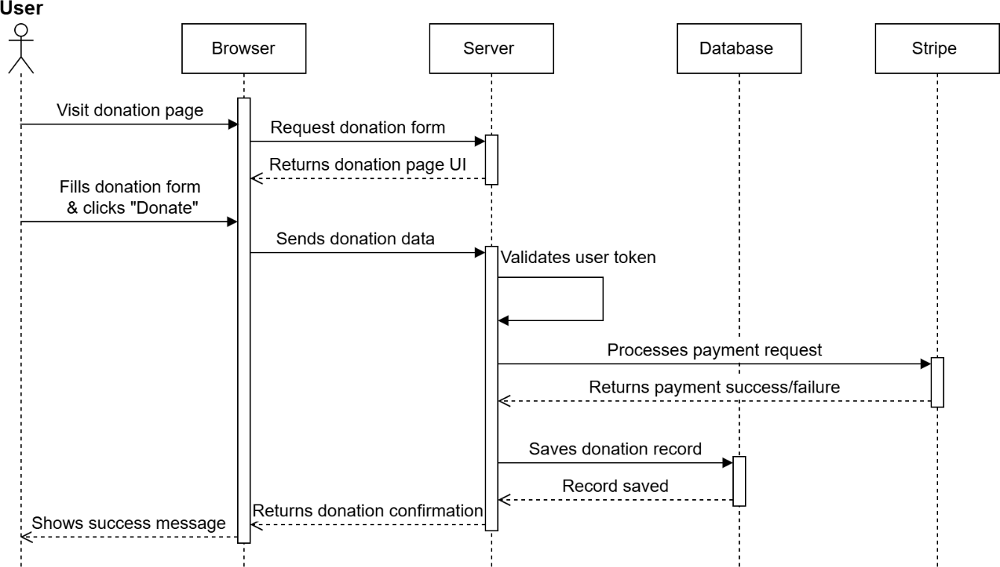 User
Browser
Server
Database
Stripe
Visit donation page
Request donation form
Returns donation page UI
Fills donation form
& clicks "Donate"
Sends donation data
Validates user token
Processes payment request
Returns payment success/failure
Saves donation record
Record saved
Returns donation confirmation
Shows success message